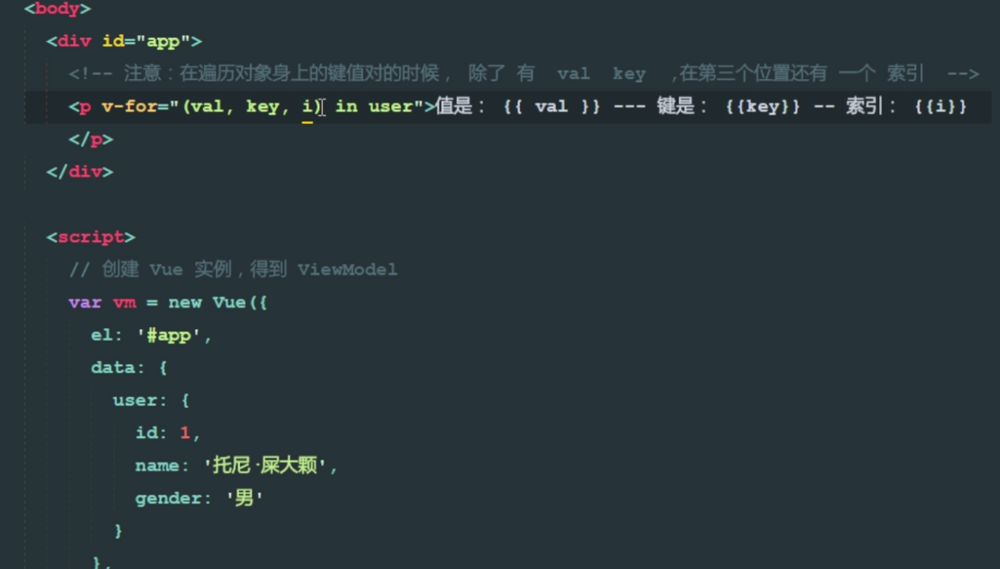 <body>
<div id="app">
<!-- 注意：在遍历对象身上的键值对的时候， 除了 有  val  key  ,在第三个位置还有 一个 索引  -->
<p v-for="(val, key, i) in user">值是： {{ val }} --- 键是： {{key}} -- 索引： {{i}}
</p>
</div>
<script>
// 创建 Vue 实例，得到 ViewModel
var vm = new Vue({
el: '#app',
data: {
user: {
id: 1,
name: '托尼·屎大颗',
gender: '男'
}
},